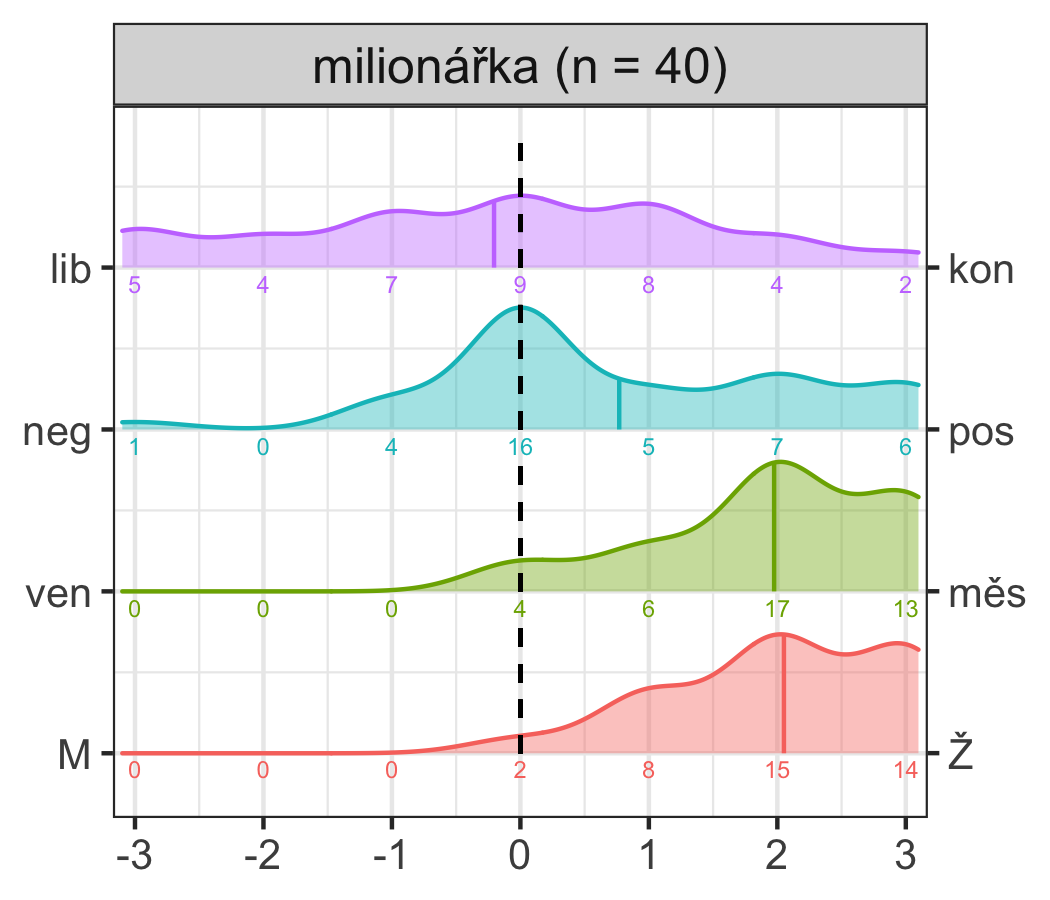 milionářka (n = 40)
lib kon
5 4 7 9 8 4 2
neg pos
1 0 4 16 5 7 6
ven měs
0 0 0 4 6 17 13
M Ž
0 0 0 2 8 15 14
-3 -2 -1 0 1 2 3